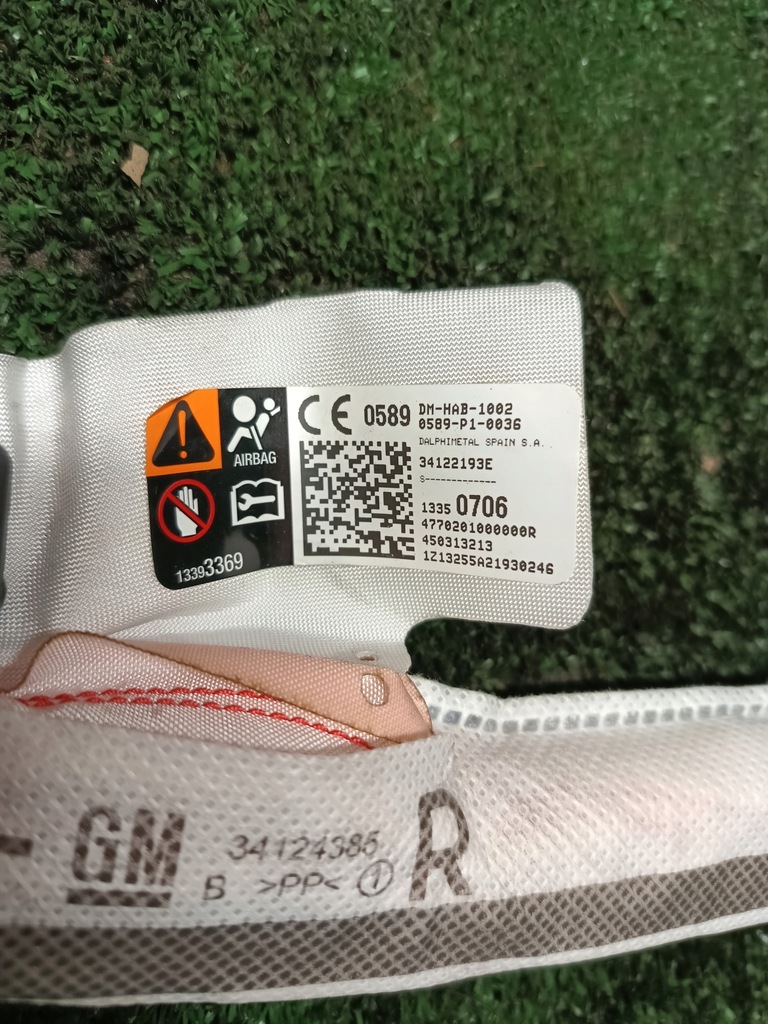 AIRBAG
13393369
CE 0589
DM-HAB-1002
0589-P1-0036
DALPHIMETAL SPAIN S.A.
34122193E
S-------------
1335 0706
4770201000000R
450313213
1Z13255A21930246
GM
34124385
B >PP< 1
R